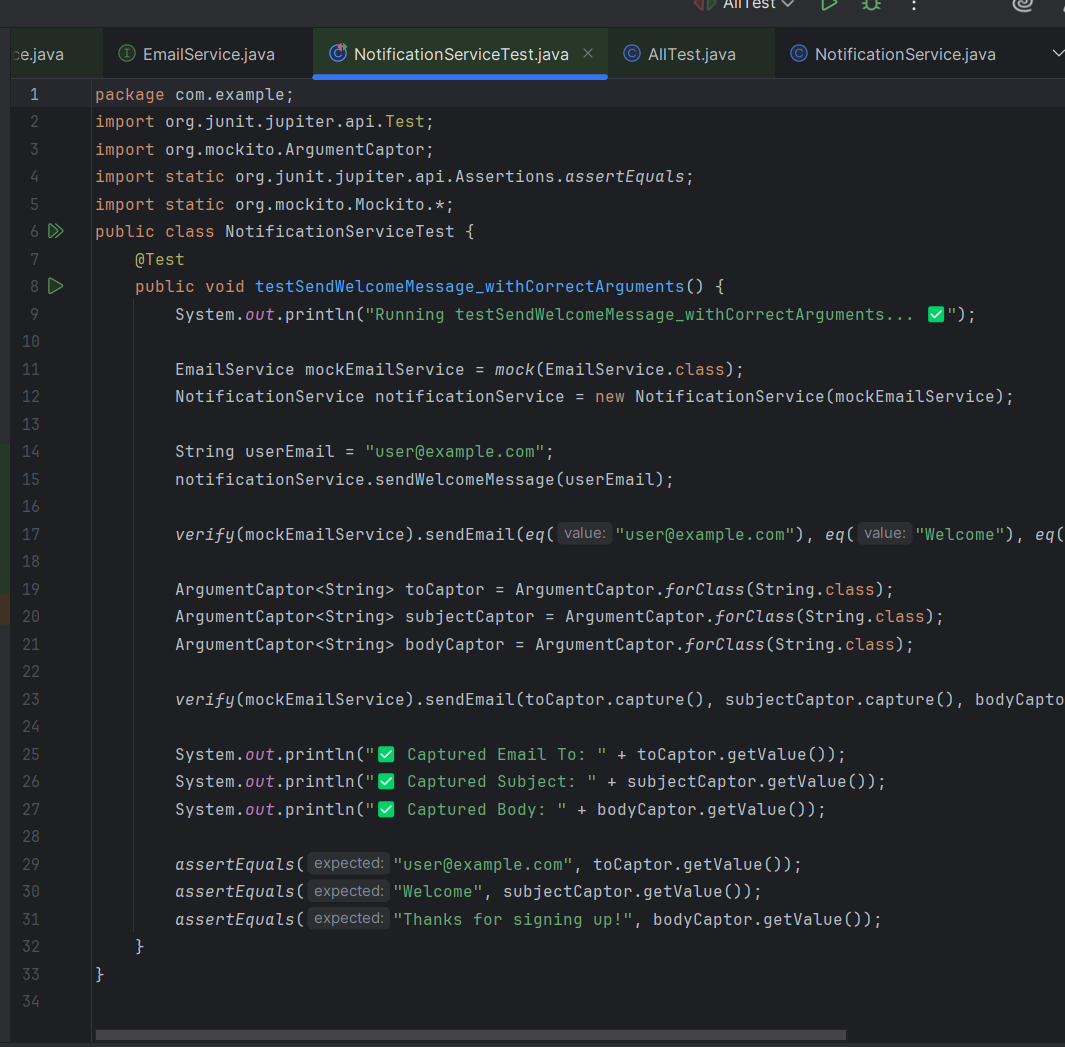 AllTest
ce.java EmailService.java NotificationServiceTest.java AllTest.java NotificationService.java
1 package com.example;
2 import org.junit.jupiter.api.Test;
3 import org.mockito.ArgumentCaptor;
4 import static org.junit.jupiter.api.Assertions.assertEquals;
5 import static org.mockito.Mockito.*;
6 public class NotificationServiceTest {
7 @Test
8 public void testSendWelcomeMessage_withCorrectArguments() {
9 System.out.println("Running testSendWelcomeMessage_withCorrectArguments... ✅");
10
11 EmailService mockEmailService = mock(EmailService.class);
12 NotificationService notificationService = new NotificationService(mockEmailService);
13
14 String userEmail = "user@example.com";
15 notificationService.sendWelcomeMessage(userEmail);
16
17 verify(mockEmailService).sendEmail(eq( value: "user@example.com"), eq( value: "Welcome"), eq(
18
19 ArgumentCaptor<String> toCaptor = ArgumentCaptor.forClass(String.class);
20 ArgumentCaptor<String> subjectCaptor = ArgumentCaptor.forClass(String.class);
21 ArgumentCaptor<String> bodyCaptor = ArgumentCaptor.forClass(String.class);
22
23 verify(mockEmailService).sendEmail(toCaptor.capture(), subjectCaptor.capture(), bodyCapto
24
25 System.out.println("✅ Captured Email To: " + toCaptor.getValue());
26 System.out.println("✅ Captured Subject: " + subjectCaptor.getValue());
27 System.out.println("✅ Captured Body: " + bodyCaptor.getValue());
28
29 assertEquals( expected: "user@example.com", toCaptor.getValue());
30 assertEquals( expected: "Welcome", subjectCaptor.getValue());
31 assertEquals( expected: "Thanks for signing up!", bodyCaptor.getValue());
32 }
33 }
34